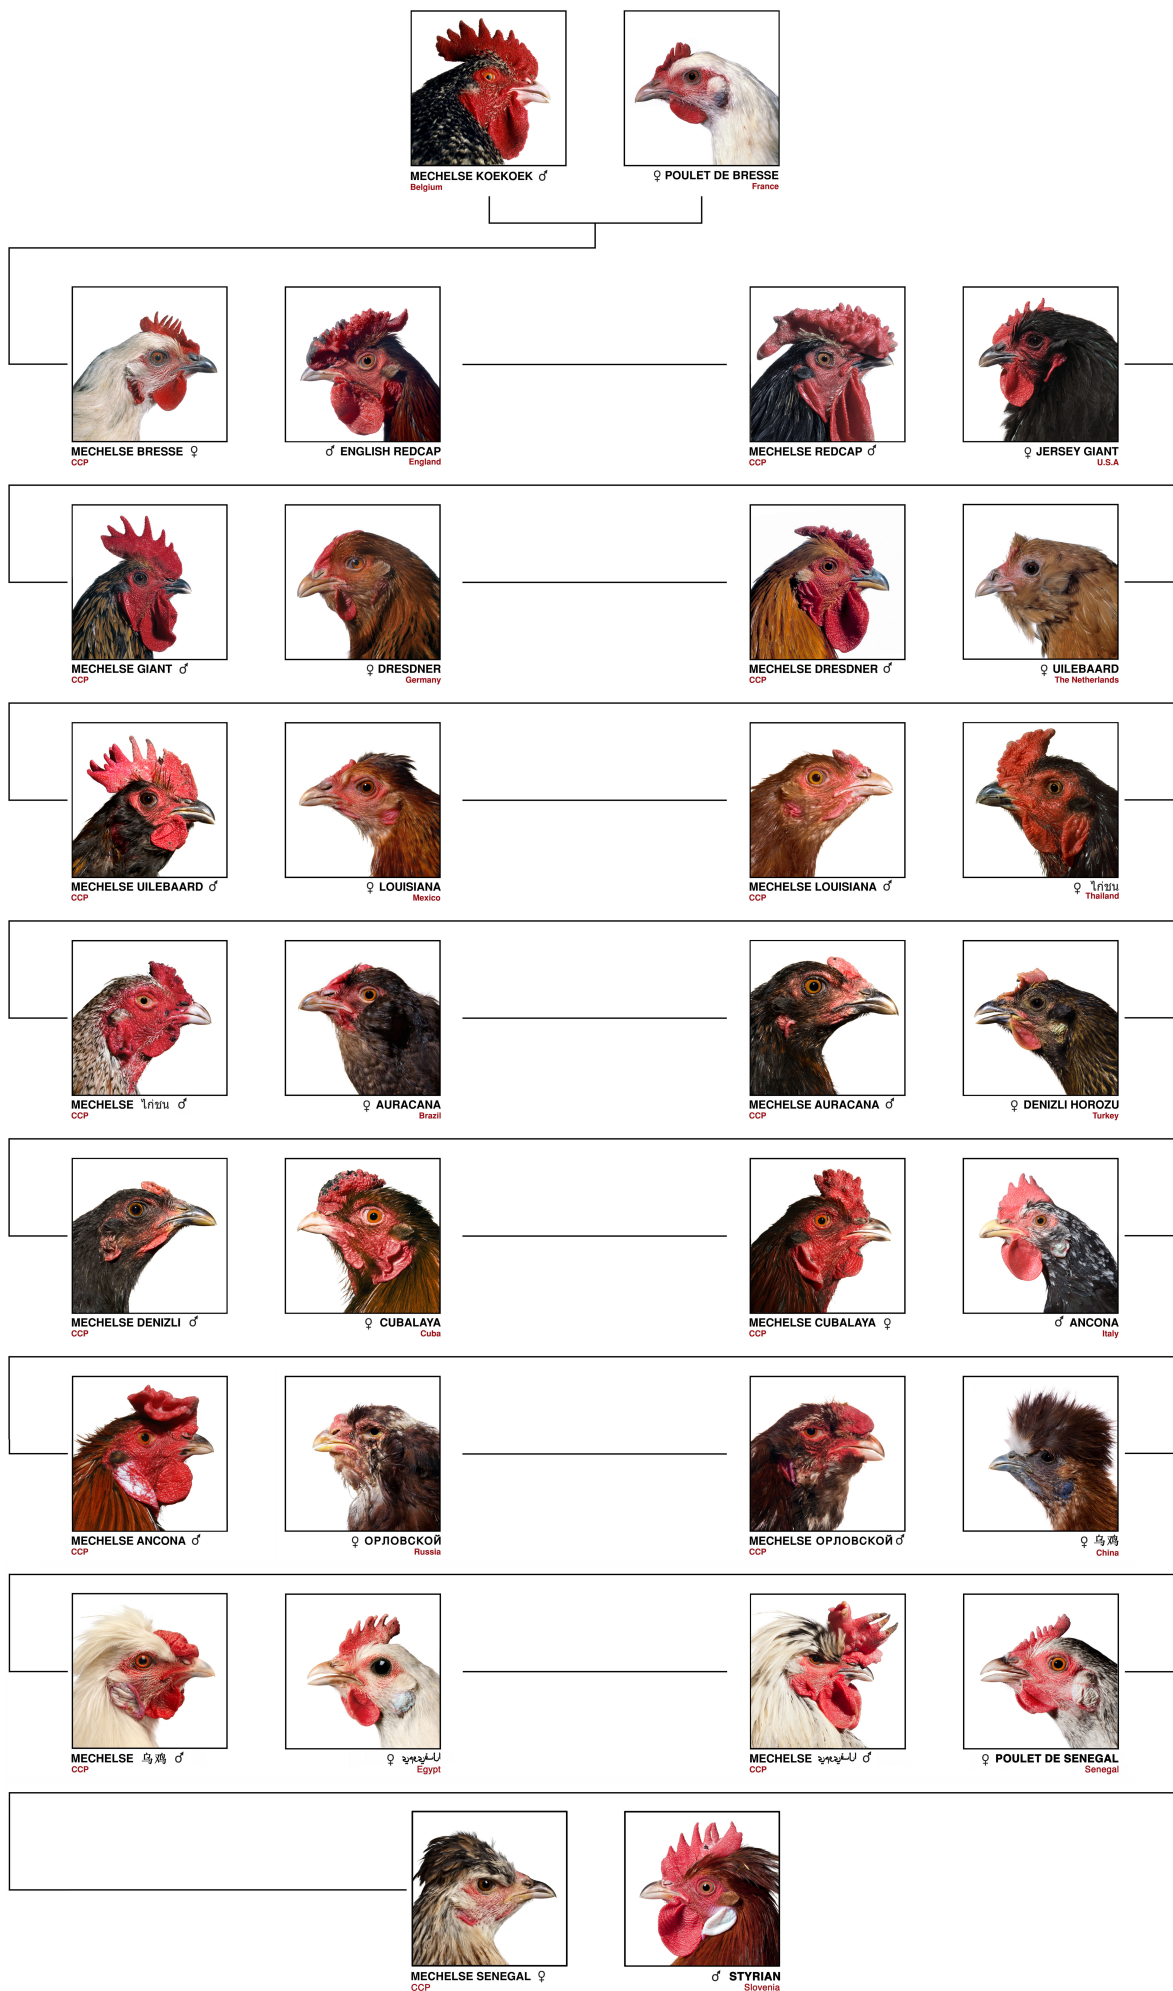 MECHELSE KOEKOEK ♂
Belgium
♀ POULET DE BRESSE
France
MECHELSE BRESSE ♀
CCP
♂ ENGLISH REDCAP
England
MECHELSE REDCAP ♂
CCP
♀ JERSEY GIANT
U.S.A
MECHELSE GIANT ♂
CCP
♀ DRESDNER
Germany
MECHELSE DRESDNER ♂
CCP
♀ UILEBAARD
The Netherlands
MECHELSE UILEBAARD ♂
CCP
♀ LOUISIANA
Mexico
MECHELSE LOUISIANA ♂
CCP
♀ ไก่ชน
Thailand
MECHELSE ไก่ชน ♂
CCP
♀ AURACANA
Brazil
MECHELSE AURACANA ♂
CCP
♀ DENIZLI HOROZU
Turkey
MECHELSE DENIZLI ♂
CCP
♀ CUBALAYA
Cuba
MECHELSE CUBALAYA ♀
CCP
♂ ANCONA
Italy
MECHELSE ANCONA ♂
CCP
♀ ОРЛОВСКОЙ
Russia
MECHELSE ОРЛОВСКОЙ ♂
CCP
♀ 乌鸡
China
MECHELSE 乌鸡 ♂
CCP
♀
Egypt
MECHELSE ♂
CCP
♀ POULET DE SENEGAL
Senegal
MECHELSE SENEGAL ♀
CCP
♂ STYRIAN
Slovenia